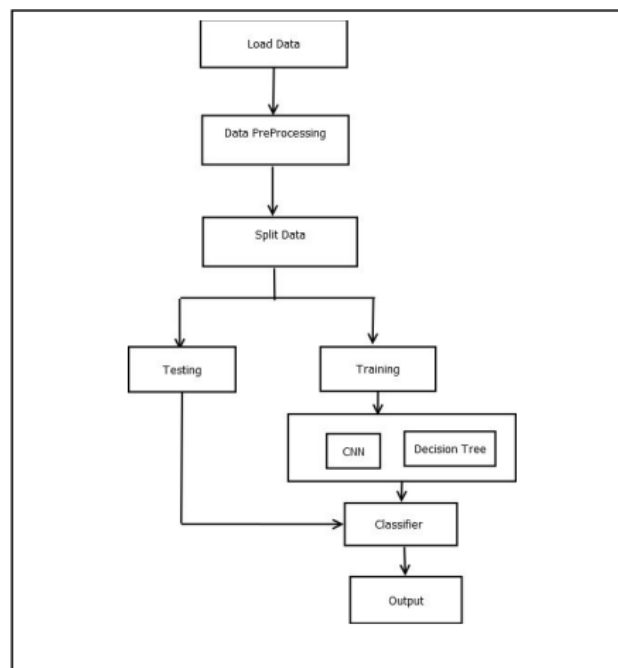 Load Data
Data PreProcessing
Split Data
Testing
Training
CNN
Decision Tree
Classifier
Output